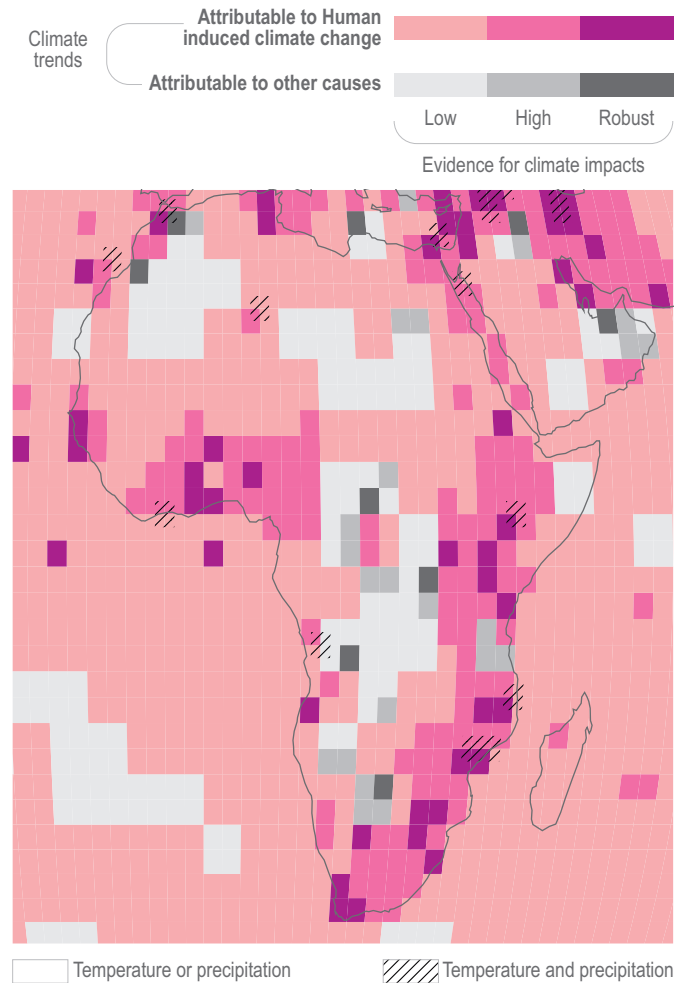 Climate
trends
Attributable to Human
induced climate change
Attributable to other causes
Low High Robust
Evidence for climate impacts
Temperature or precipitation Temperature and precipitation